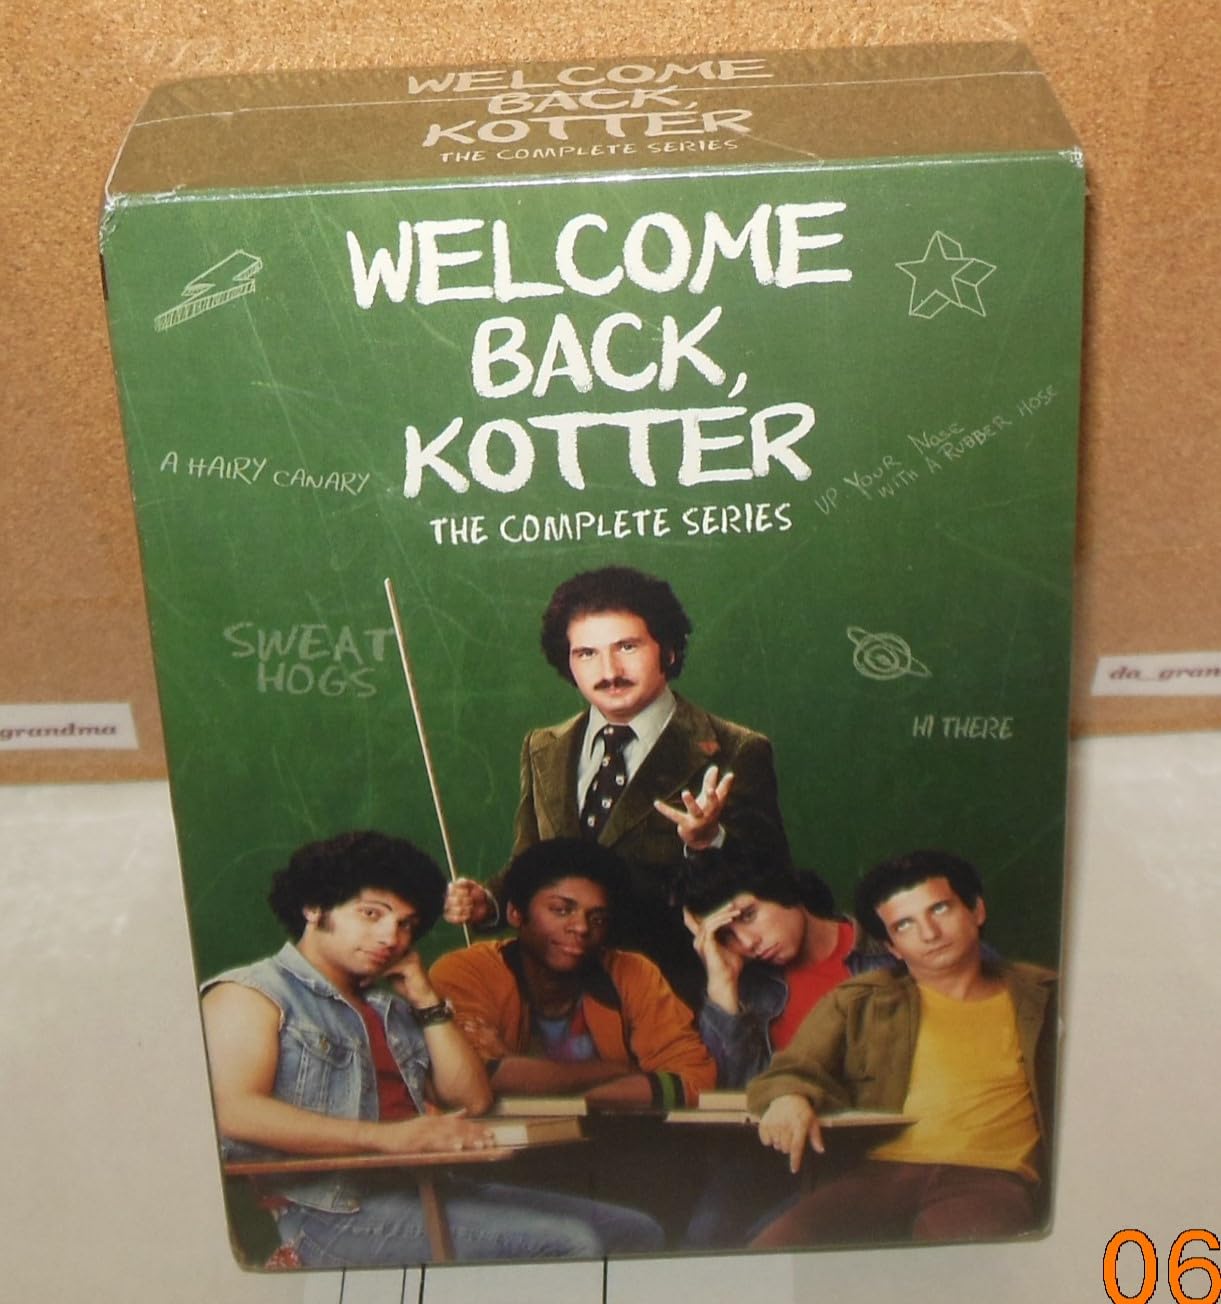 WELCOME
BACK,
KOTTER
THE COMPLETE SERIES
WELCOME
BACK,
KOTTER
THE COMPLETE SERIES
A HAIRY CANARY
UP YOUR NOSE
WITH A RUBBER HOSE
SWEAT
HOGS
HI THERE
grandma
da_gran
06